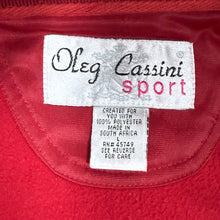 Oleg Cassini
sport
CREATED FOR
YOU WITH
100% POLYESTER
MADE IN
SOUTH AFRICA
L
RN# 45749
SEE REVERSE
FOR CARE